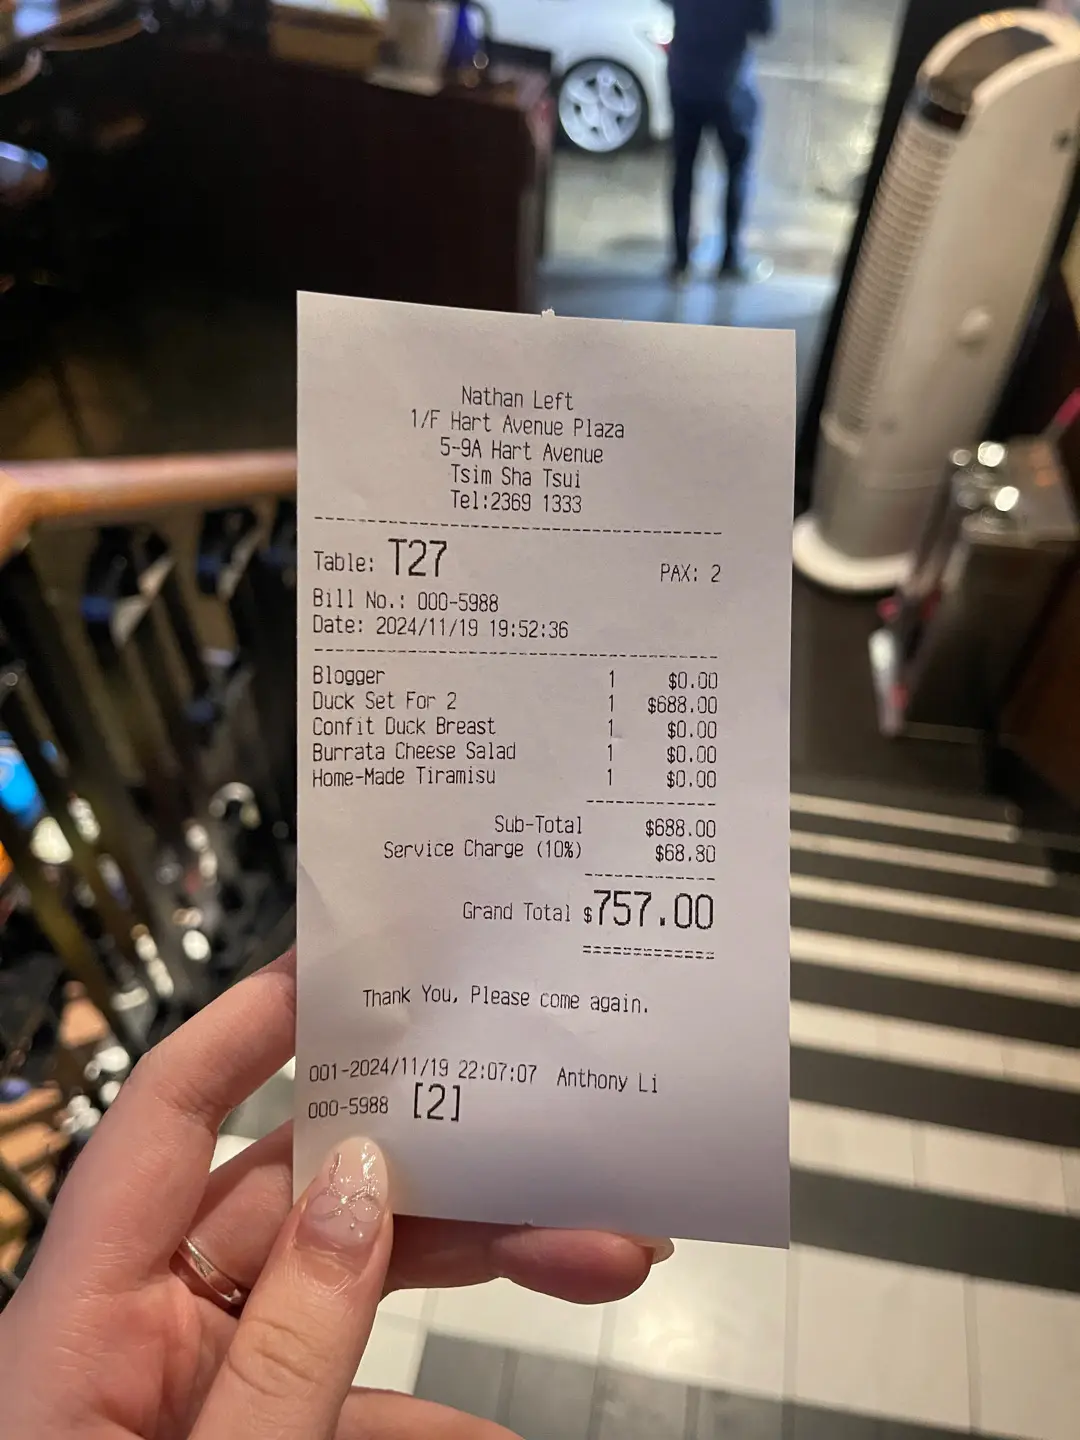 Nathan Left
1/F Hart Avenue Plaza
5-9A Hart Avenue
Tsim Sha Tsui
Tel:2369 1333
Table: T27 PAX: 2
Bill No.: 000-5988
Date: 2024/11/19 19:52:36
Blogger 1 $0.00
Duck Set For 2 1 $688.00
Confit Duck Breast 1 $0.00
Burrata Cheese Salad 1 $0.00
Home-Made Tiramisu 1 $0.00
Sub-Total $688.00
Service Charge (10%) $68.80
Grand Total $757.00
Thank You, Please come again.
001-2024/11/19 22:07:07 Anthony Li
000-5988 [2]